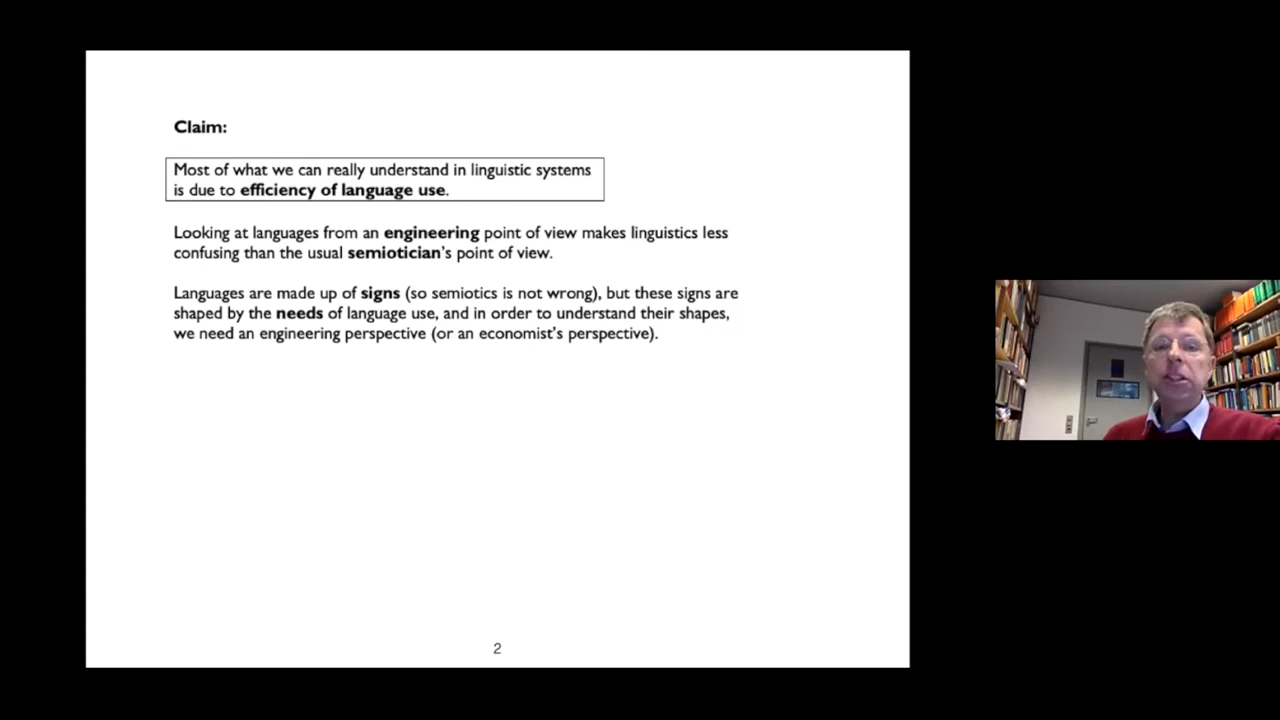 Claim:
Most of what we can really understand in linguistic systems
is due to efficiency of language use.
Looking at languages from an engineering point of view makes linguistics less
confusing than the usual semiotician's point of view.
Languages are made up of signs (so semiotics is not wrong), but these signs are
shaped by the needs of language use, and in order to understand their shapes,
we need an engineering perspective (or an economist's perspective).
2